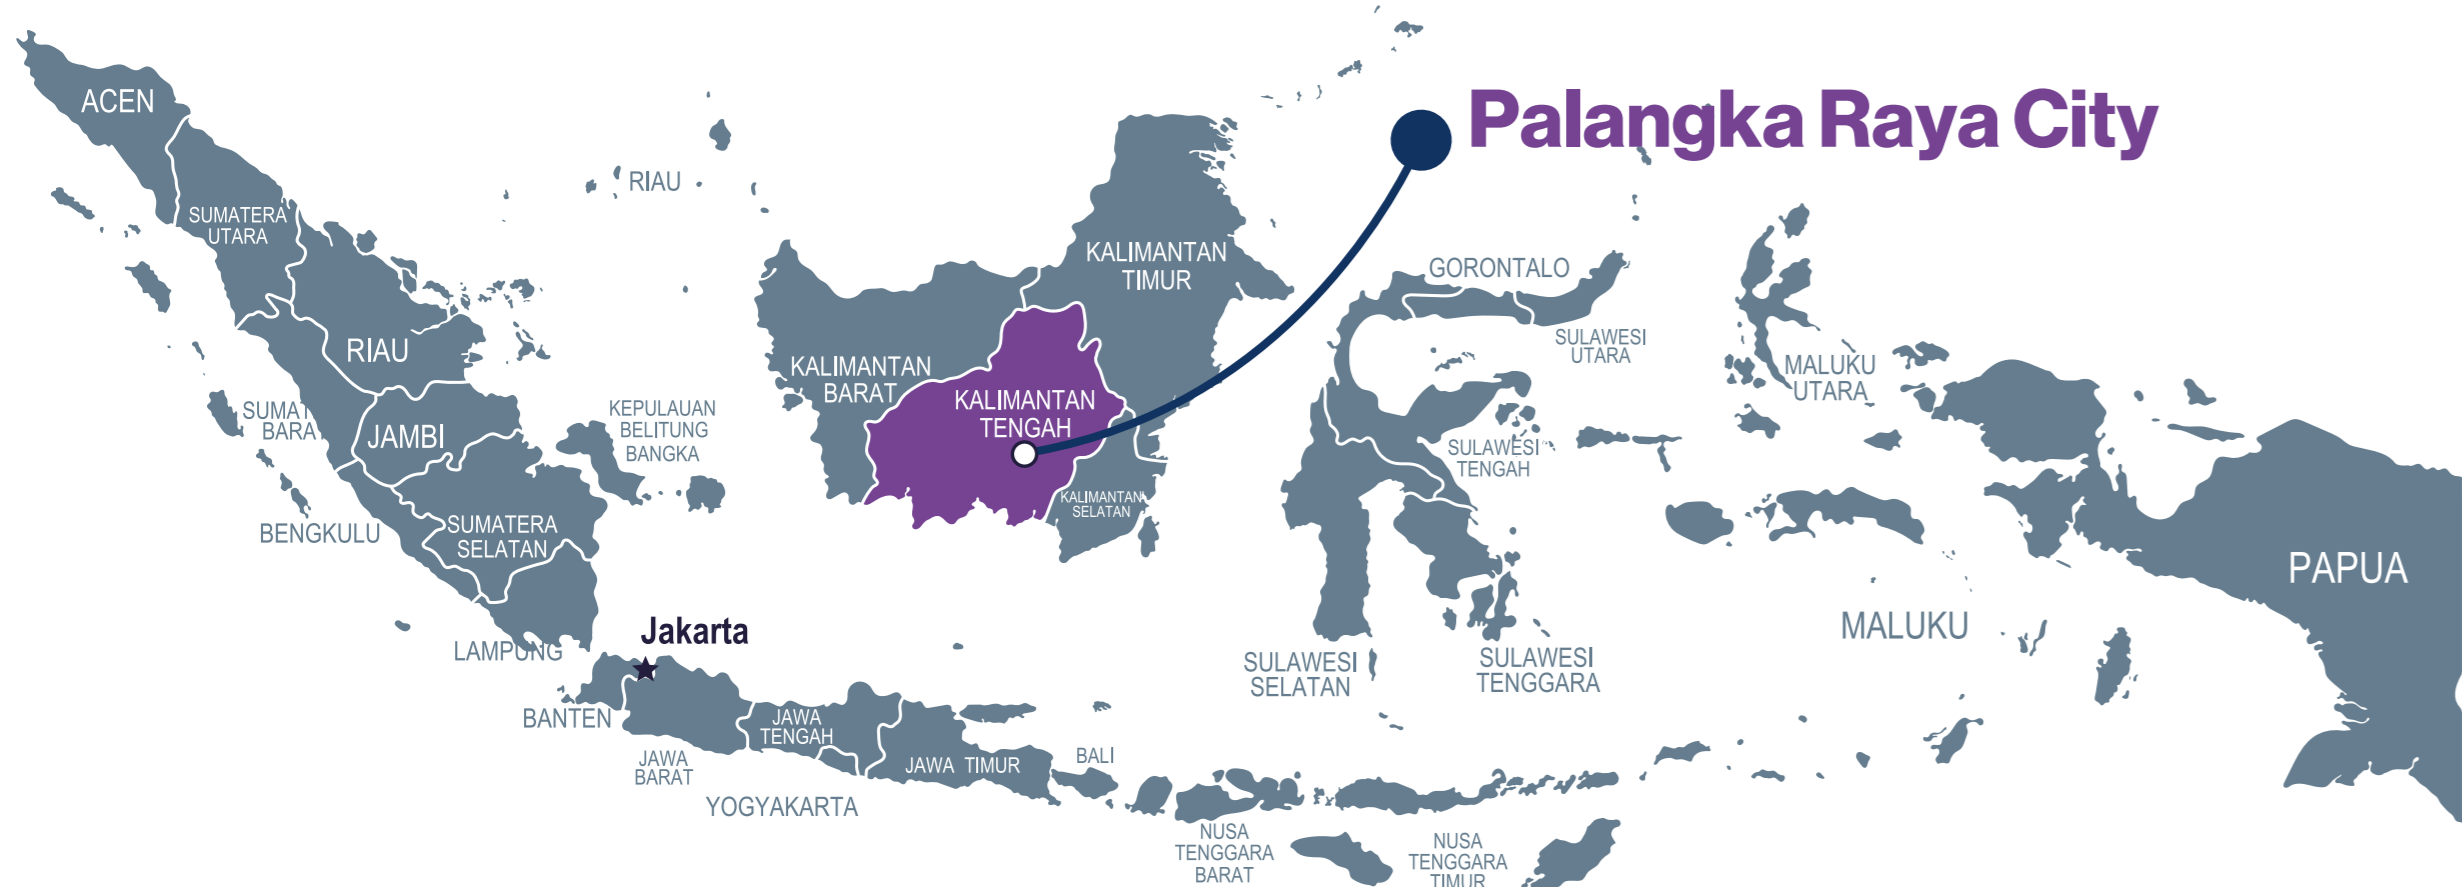 Palangka Raya City
ACEN
SUMATERA
UTARA
RIAU
RIAU
SUMAT
BARA
JAMBI
KEPULAUAN
BELITUNG
BANGKA
BENGKULU
SUMATERA
SELATAN
LAMPUNG
Jakarta
BANTEN
JAWA
BARAT
JAWA
TENGAH
YOGYAKARTA
JAWA TIMUR
BALI
KALIMANTAN
BARAT
KALIMANTAN
TENGAH
KALIMANTAN
TIMUR
KALIMANTAN
SELATAN
GORONTALO
SULAWESI
UTARA
SULAWESI
TENGAH
SULAWESI
SELATAN
SULAWESI
TENGGARA
MALUKU
UTARA
MALUKU
PAPUA
NUSA
TENGGARA
BARAT
NUSA
TENGGARA
TIMUR